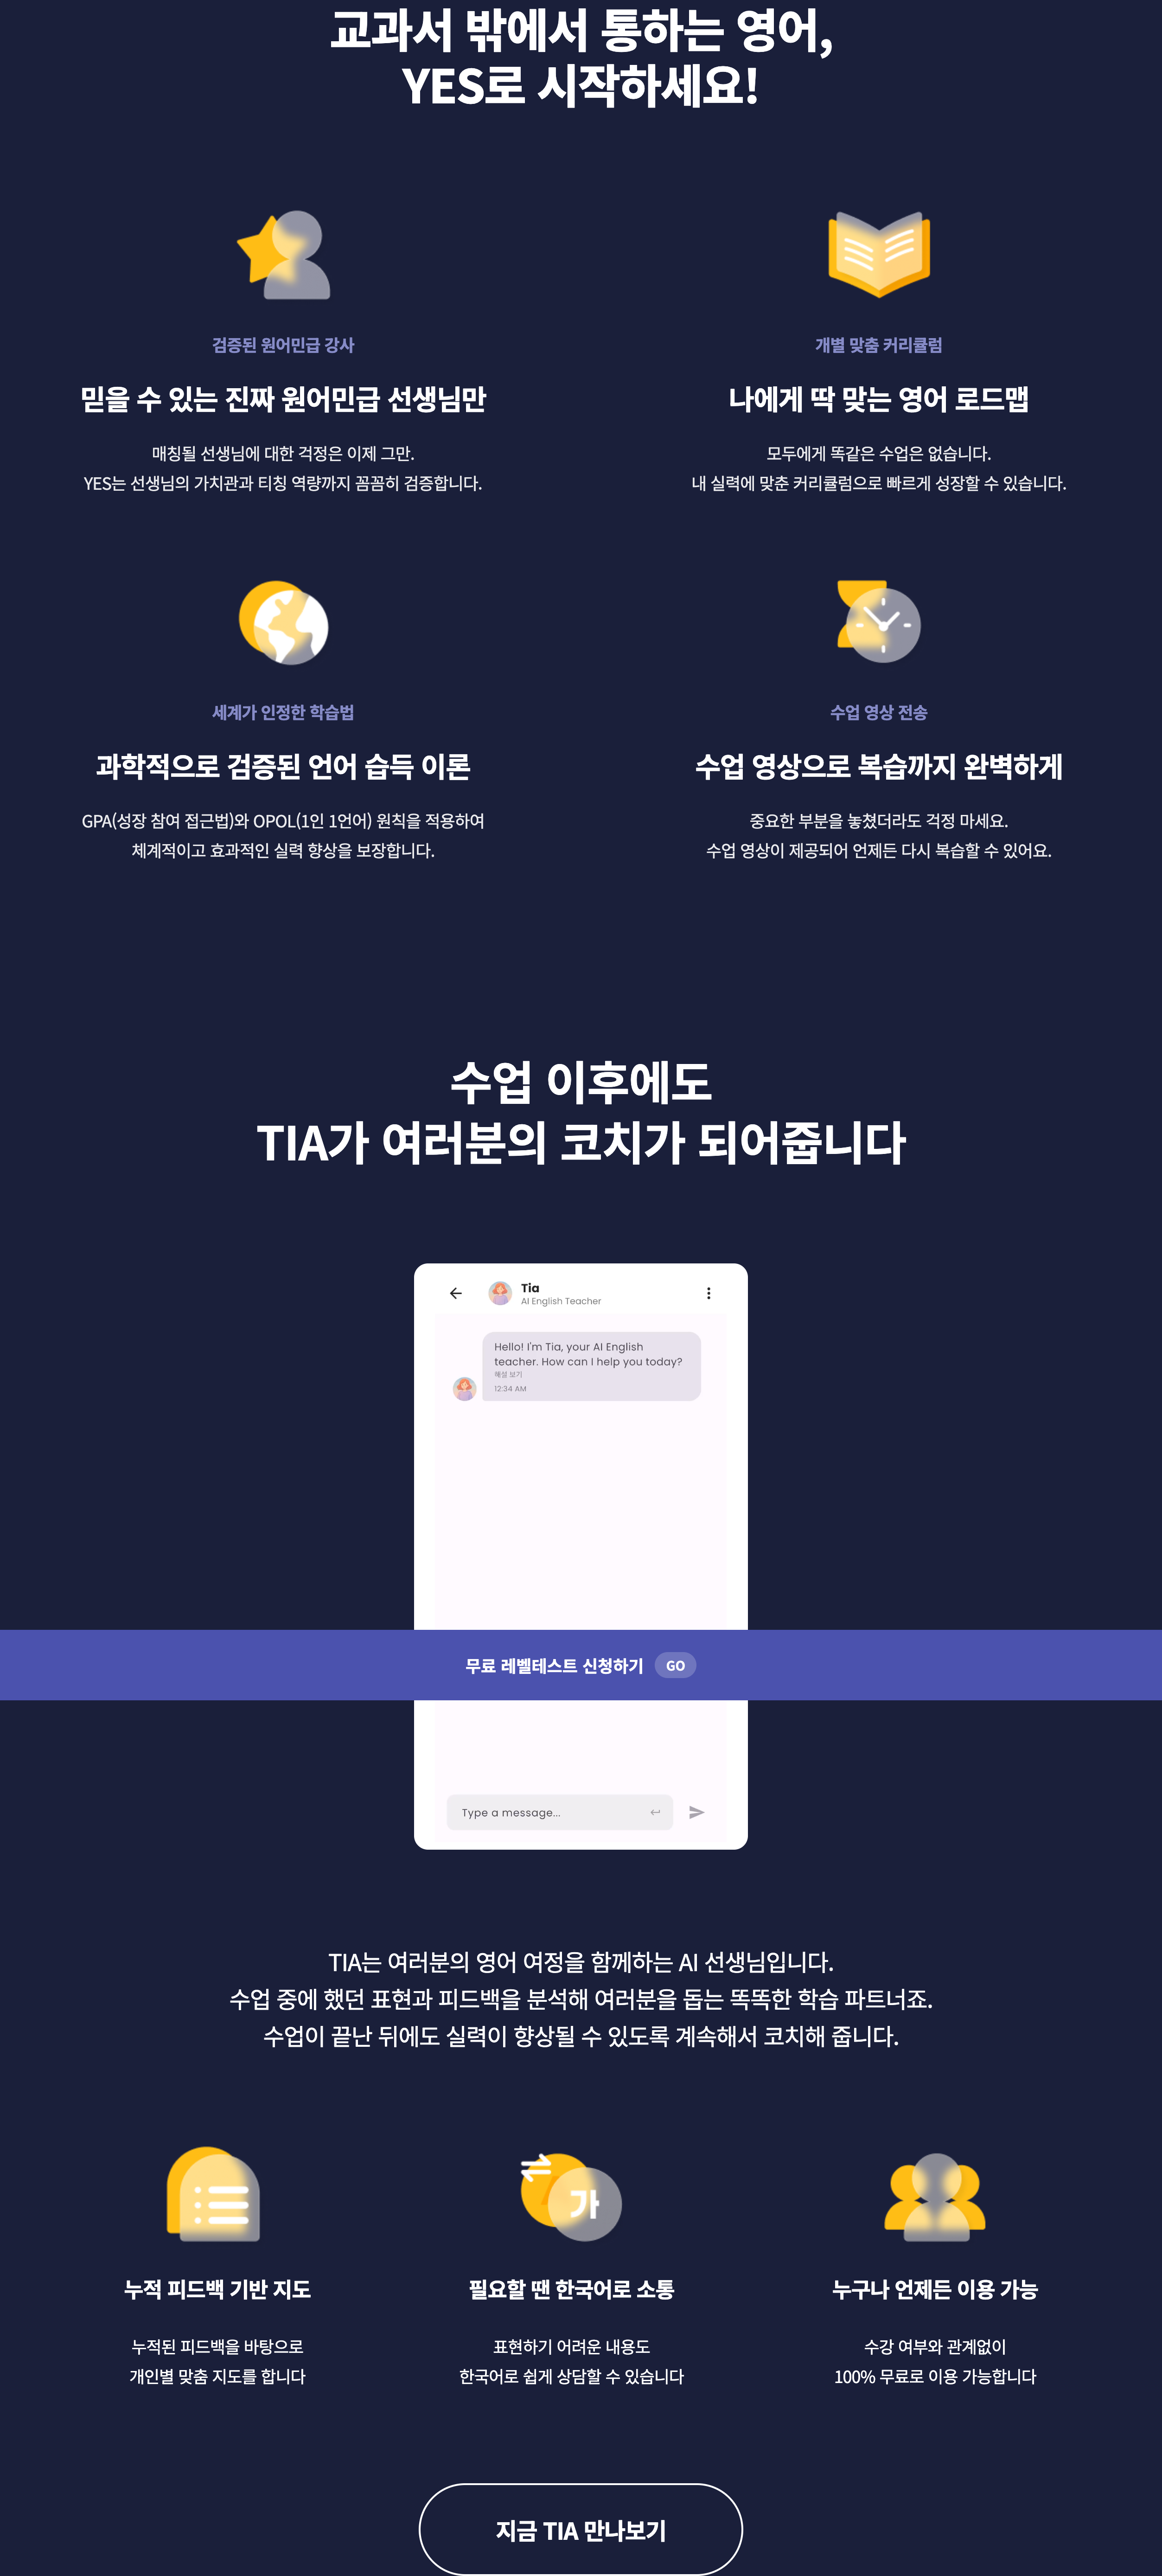 교과서 밖에서 통하는 영어,
YES로 시작하세요!
검증된 원어민급 강사
믿을 수 있는 진짜 원어민급 선생님만
매칭될 선생님에 대한 걱정은 이제 그만.
YES는 선생님의 가치관과 티칭 역량까지 꼼꼼히 검증합니다.
개별 맞춤 커리큘럼
나에게 딱 맞는 영어 로드맵
모두에게 똑같은 수업은 없습니다.
내 실력에 맞춘 커리큘럼으로 빠르게 성장할 수 있습니다.
세계가 인정한 학습법
과학적으로 검증된 언어 습득 이론
GPA(성장 참여 접근법)와 OPOL(1인 1언어) 원칙을 적용하여
체계적이고 효과적인 실력 향상을 보장합니다.
수업 영상 전송
수업 영상으로 복습까지 완벽하게
중요한 부분을 놓쳤더라도 걱정 마세요.
수업 영상이 제공되어 언제든 다시 복습할 수 있어요.
수업 이후에도
TIA가 여러분의 코치가 되어줍니다
Tia
AI English Teacher
Hello! I'm Tia, your AI English
teacher. How can I help you today?
해설 보기
12:34 AM
무료 레벨테스트 신청하기 GO
Type a message...
TIA는 여러분의 영어 여정을 함께하는 AI 선생님입니다.
수업 중에 했던 표현과 피드백을 분석해 여러분을 돕는 똑똑한 학습 파트너죠.
수업이 끝난 뒤에도 실력이 향상될 수 있도록 계속해서 코치해 줍니다.
누적 피드백 기반 지도
누적된 피드백을 바탕으로
개인별 맞춤 지도를 합니다
가
필요할 땐 한국어로 소통
표현하기 어려운 내용도
한국어로 쉽게 상담할 수 있습니다
누구나 언제든 이용 가능
수강 여부와 관계없이
100% 무료로 이용 가능합니다
지금 TIA 만나보기